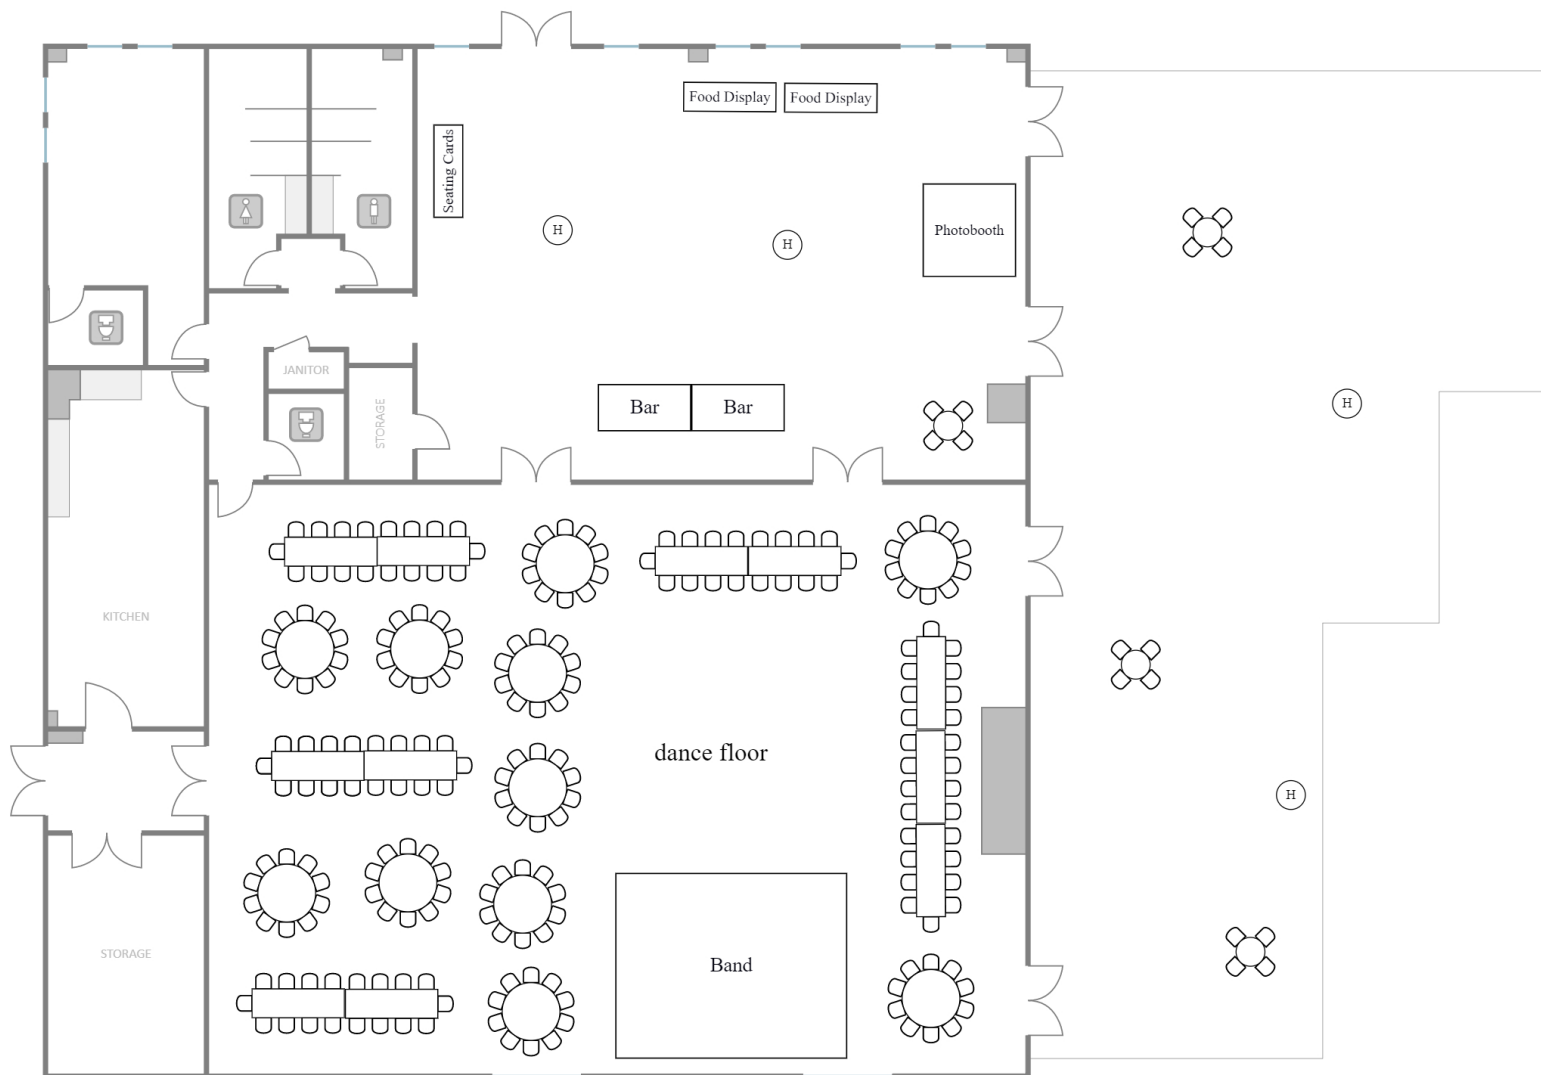 Food Display
Food Display
Seating Cards
H
H
Photobooth
JANITOR
STORAGE
Bar
Bar
H
KITCHEN
dance floor
H
STORAGE
Band